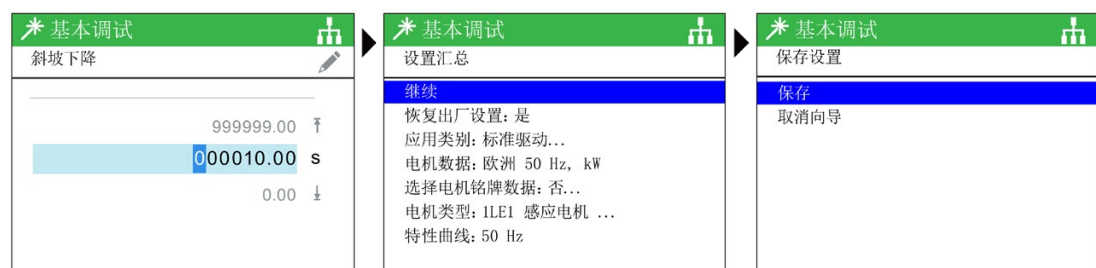 基本调试
斜坡下降
999999.00
000010.00 s
0.00
基本调试
设置汇总
继续
恢复出厂设置: 是
应用类别: 标准驱动...
电机数据: 欧洲 50 Hz, kW
选择电机铭牌数据: 否...
电机类型: 1LE1 感应电机 ...
特性曲线: 50 Hz
基本调试
保存设置
保存
取消向导